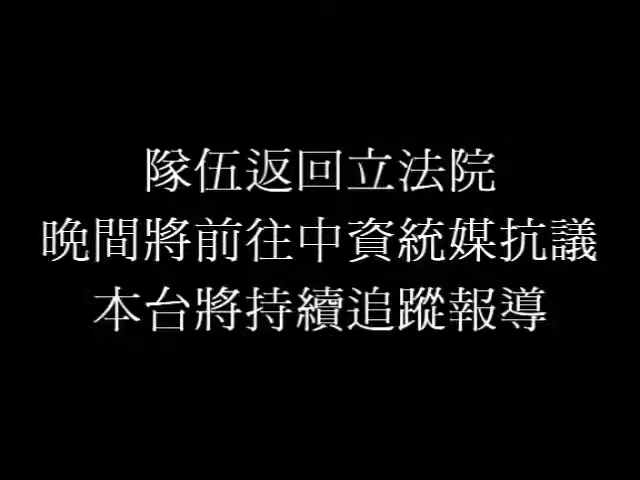 隊伍返回立法院
晚間將前往中資統媒抗議
本台將持續追蹤報導